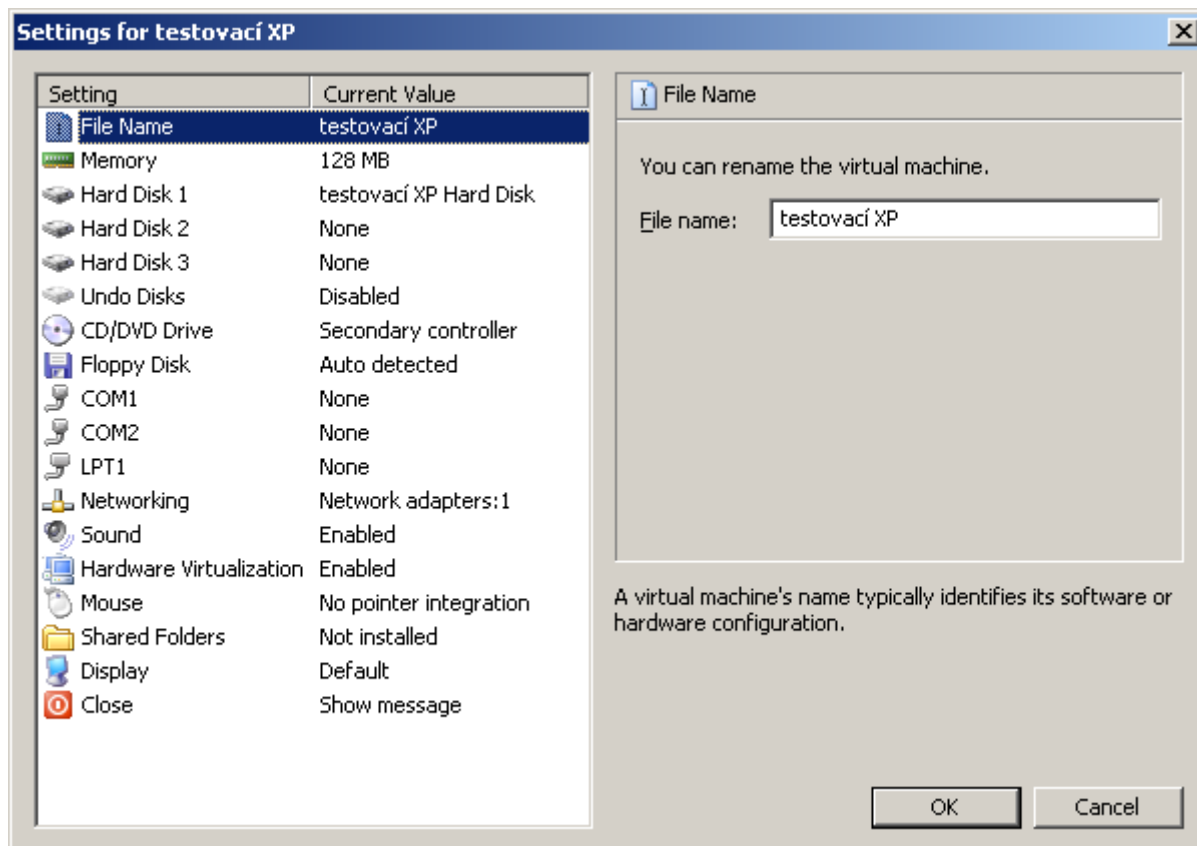 Settings for testovací XP
Setting Current Value
File Name testovací XP
Memory 128 MB
Hard Disk 1 testovací XP Hard Disk
Hard Disk 2 None
Hard Disk 3 None
Undo Disks Disabled
CD/DVD Drive Secondary controller
Floppy Disk Auto detected
COM1 None
COM2 None
LPT1 None
Networking Network adapters:1
Sound Enabled
Hardware Virtualization Enabled
Mouse No pointer integration
Shared Folders Not installed
Display Default
Close Show message
File Name
You can rename the virtual machine.
File name: testovací XP
A virtual machine's name typically identifies its software or
hardware configuration.
OK Cancel